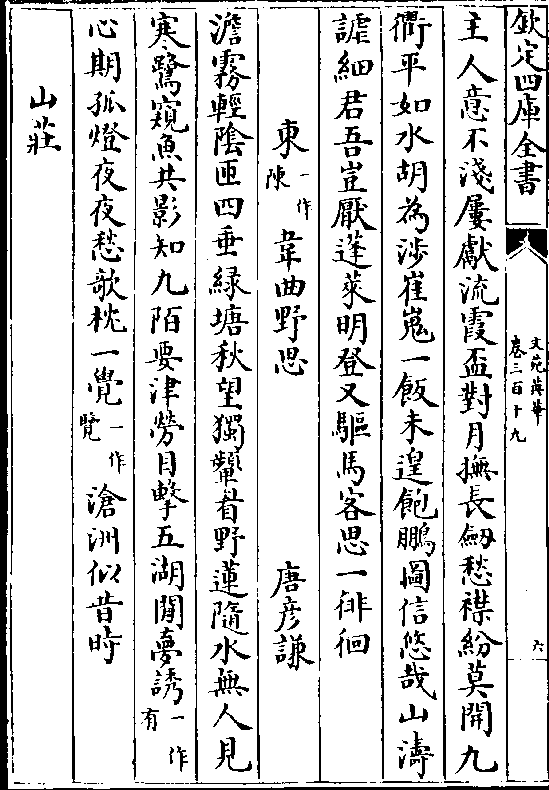 欽定四庫全書
文苑英華
卷三百十九
六
主人意不淺屢獻流霞盃對月撫長劒愁襟紛莫開九
衢平如水胡為涉崔嵬一飯未遑飽鵬圖信悠哉山濤
謔細君吾豈厭蓬萊明登又驅馬客思一徘徊
東一作陳韋曲野思 唐彦謙
澹霧輕陰匝四垂緑塘秋望獨顰眉野蓮隨水無人見
寒鷺窺魚共影知九陌要津勞目擊五湖閒夢誘一作有
心期孤燈夜夜愁欹枕一覺一作覽滄洲似昔時
山莊